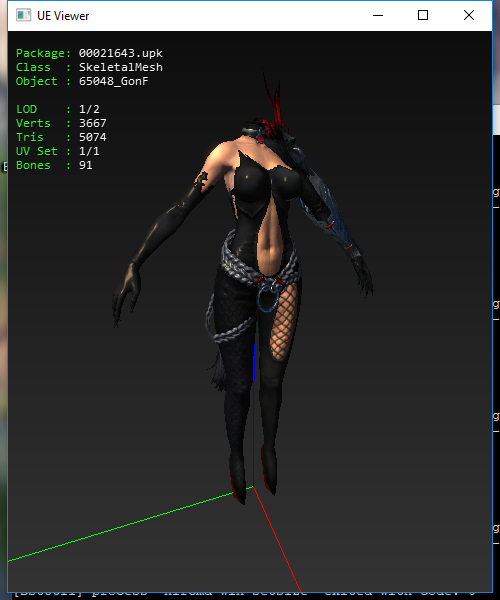 UE Viewer
Package: 00021643.upk
Class : SkeletalMesh
Object : 65048_GonF
LOD : 1/2
Verts : 3667
Tris : 5074
UV Set : 1/1
Bones : 91